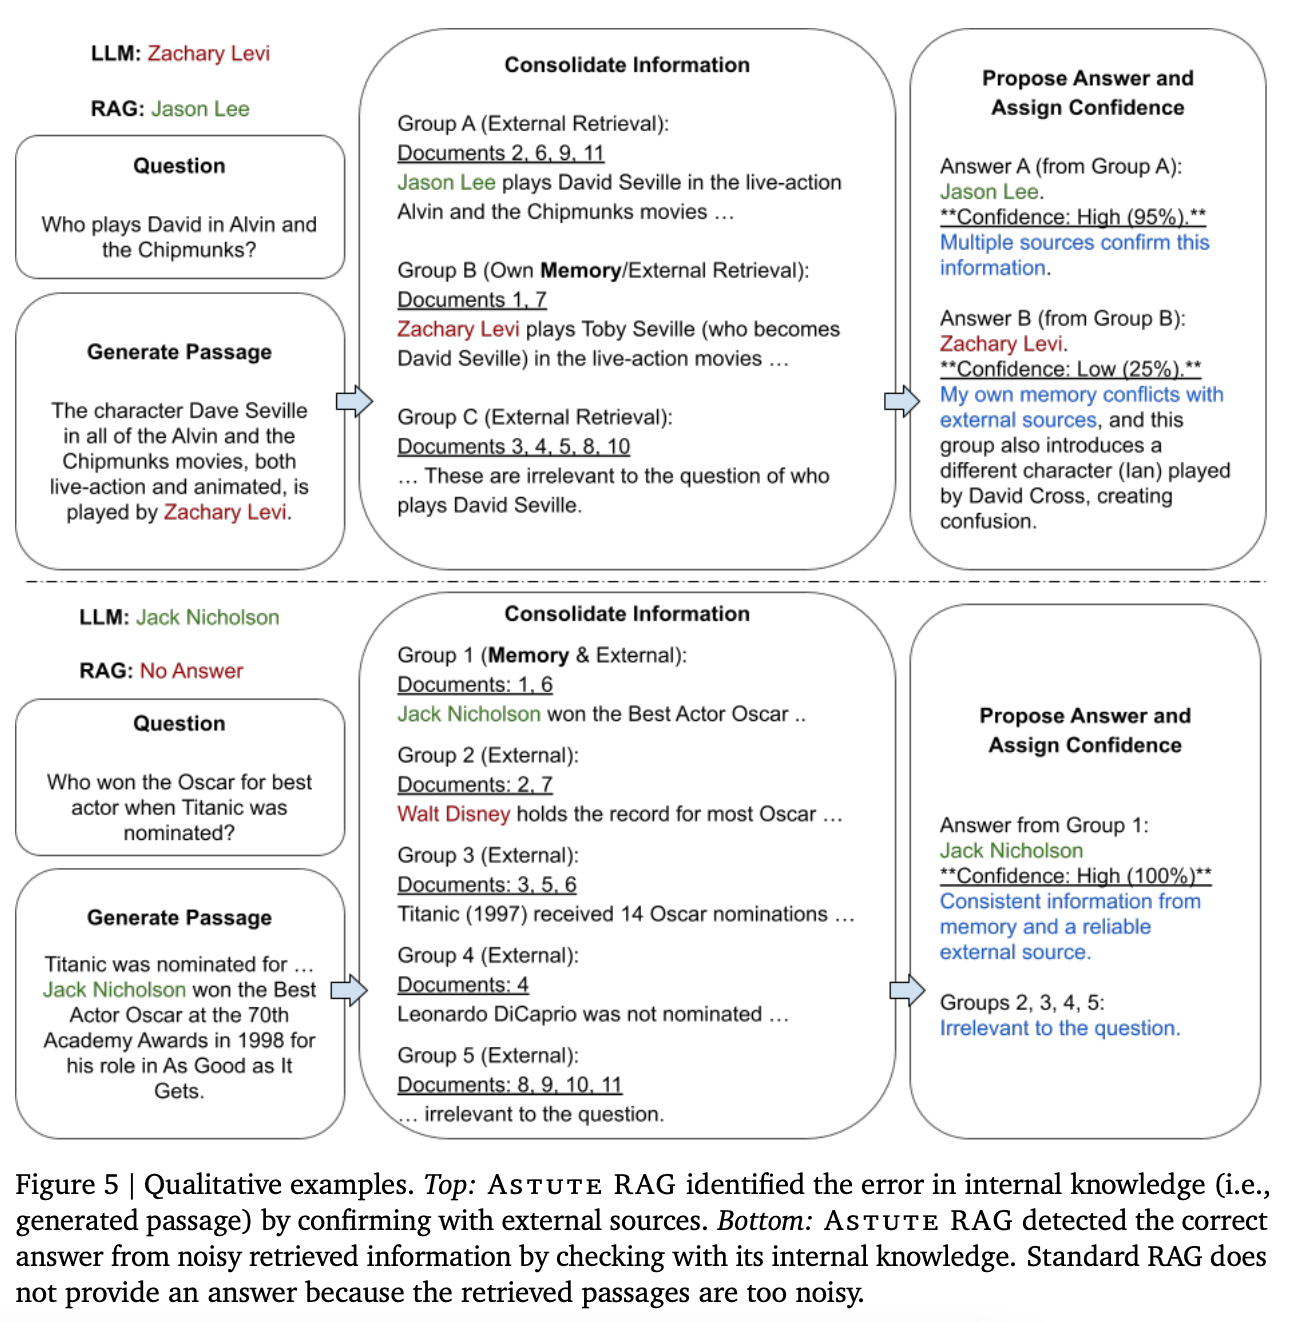 LLM: Zachary Levi
RAG: Jason Lee
Question
Who plays David in Alvin and
the Chipmunks?
Generate Passage
The character Dave Seville
in all of the Alvin and the
Chipmunks movies, both
live-action and animated, is
played by Zachary Levi.
Consolidate Information
Group A (External Retrieval):
Documents 2, 6, 9, 11
Jason Lee plays David Seville in the live-action
Alvin and the Chipmunks movies …
Group B (Own Memory/External Retrieval):
Documents 1, 7
Zachary Levi plays Toby Seville (who becomes
David Seville) in the live-action movies …
Group C (External Retrieval):
Documents 3, 4, 5, 8, 10
… These are irrelevant to the question of who
plays David Seville.
Propose Answer and
Assign Confidence
Answer A (from Group A):
Jason Lee.
**Confidence: High (95%).**
Multiple sources confirm this
information.
Answer B (from Group B):
Zachary Levi.
**Confidence: Low (25%).**
My own memory conflicts with
external sources, and this
group also introduces a
different character (Ian) played
by David Cross, creating
confusion.
LLM: Jack Nicholson
RAG: No Answer
Question
Who won the Oscar for best
actor when Titanic was
nominated?
Generate Passage
Titanic was nominated for …
Jack Nicholson won the Best
Actor Oscar at the 70th
Academy Awards in 1998 for
his role in As Good as It
Gets.
Consolidate Information
Group 1 (Memory & External):
Documents: 1, 6
Jack Nicholson won the Best Actor Oscar ..
Group 2 (External):
Documents: 2, 7
Walt Disney holds the record for most Oscar …
Group 3 (External):
Documents: 3, 5, 6
Titanic (1997) received 14 Oscar nominations …
Group 4 (External):
Documents: 4
Leonardo DiCaprio was not nominated …
Group 5 (External):
Documents: 8, 9, 10, 11
… irrelevant to the question.
Propose Answer and
Assign Confidence
Answer from Group 1:
Jack Nicholson
**Confidence: High (100%)**
Consistent information from
memory and a reliable
external source.
Groups 2, 3, 4, 5:
Irrelevant to the question.
Figure 5 | Qualitative examples. Top: ASTUTE RAG identified the error in internal knowledge (i.e.,
generated passage) by confirming with external sources. Bottom: ASTUTE RAG detected the correct
answer from noisy retrieved information by checking with its internal knowledge. Standard RAG does
not provide an answer because the retrieved passages are too noisy.